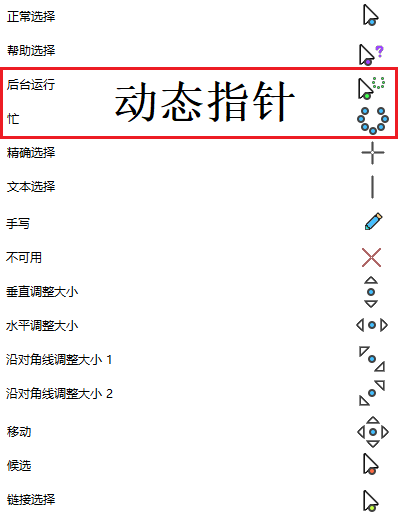 正常选择
帮助选择
后台运行
动态指针
忙
精确选择
文本选择
手写
不可用
垂直调整大小
水平调整大小
沿对角线调整大小 1
沿对角线调整大小 2
移动
候选
链接选择